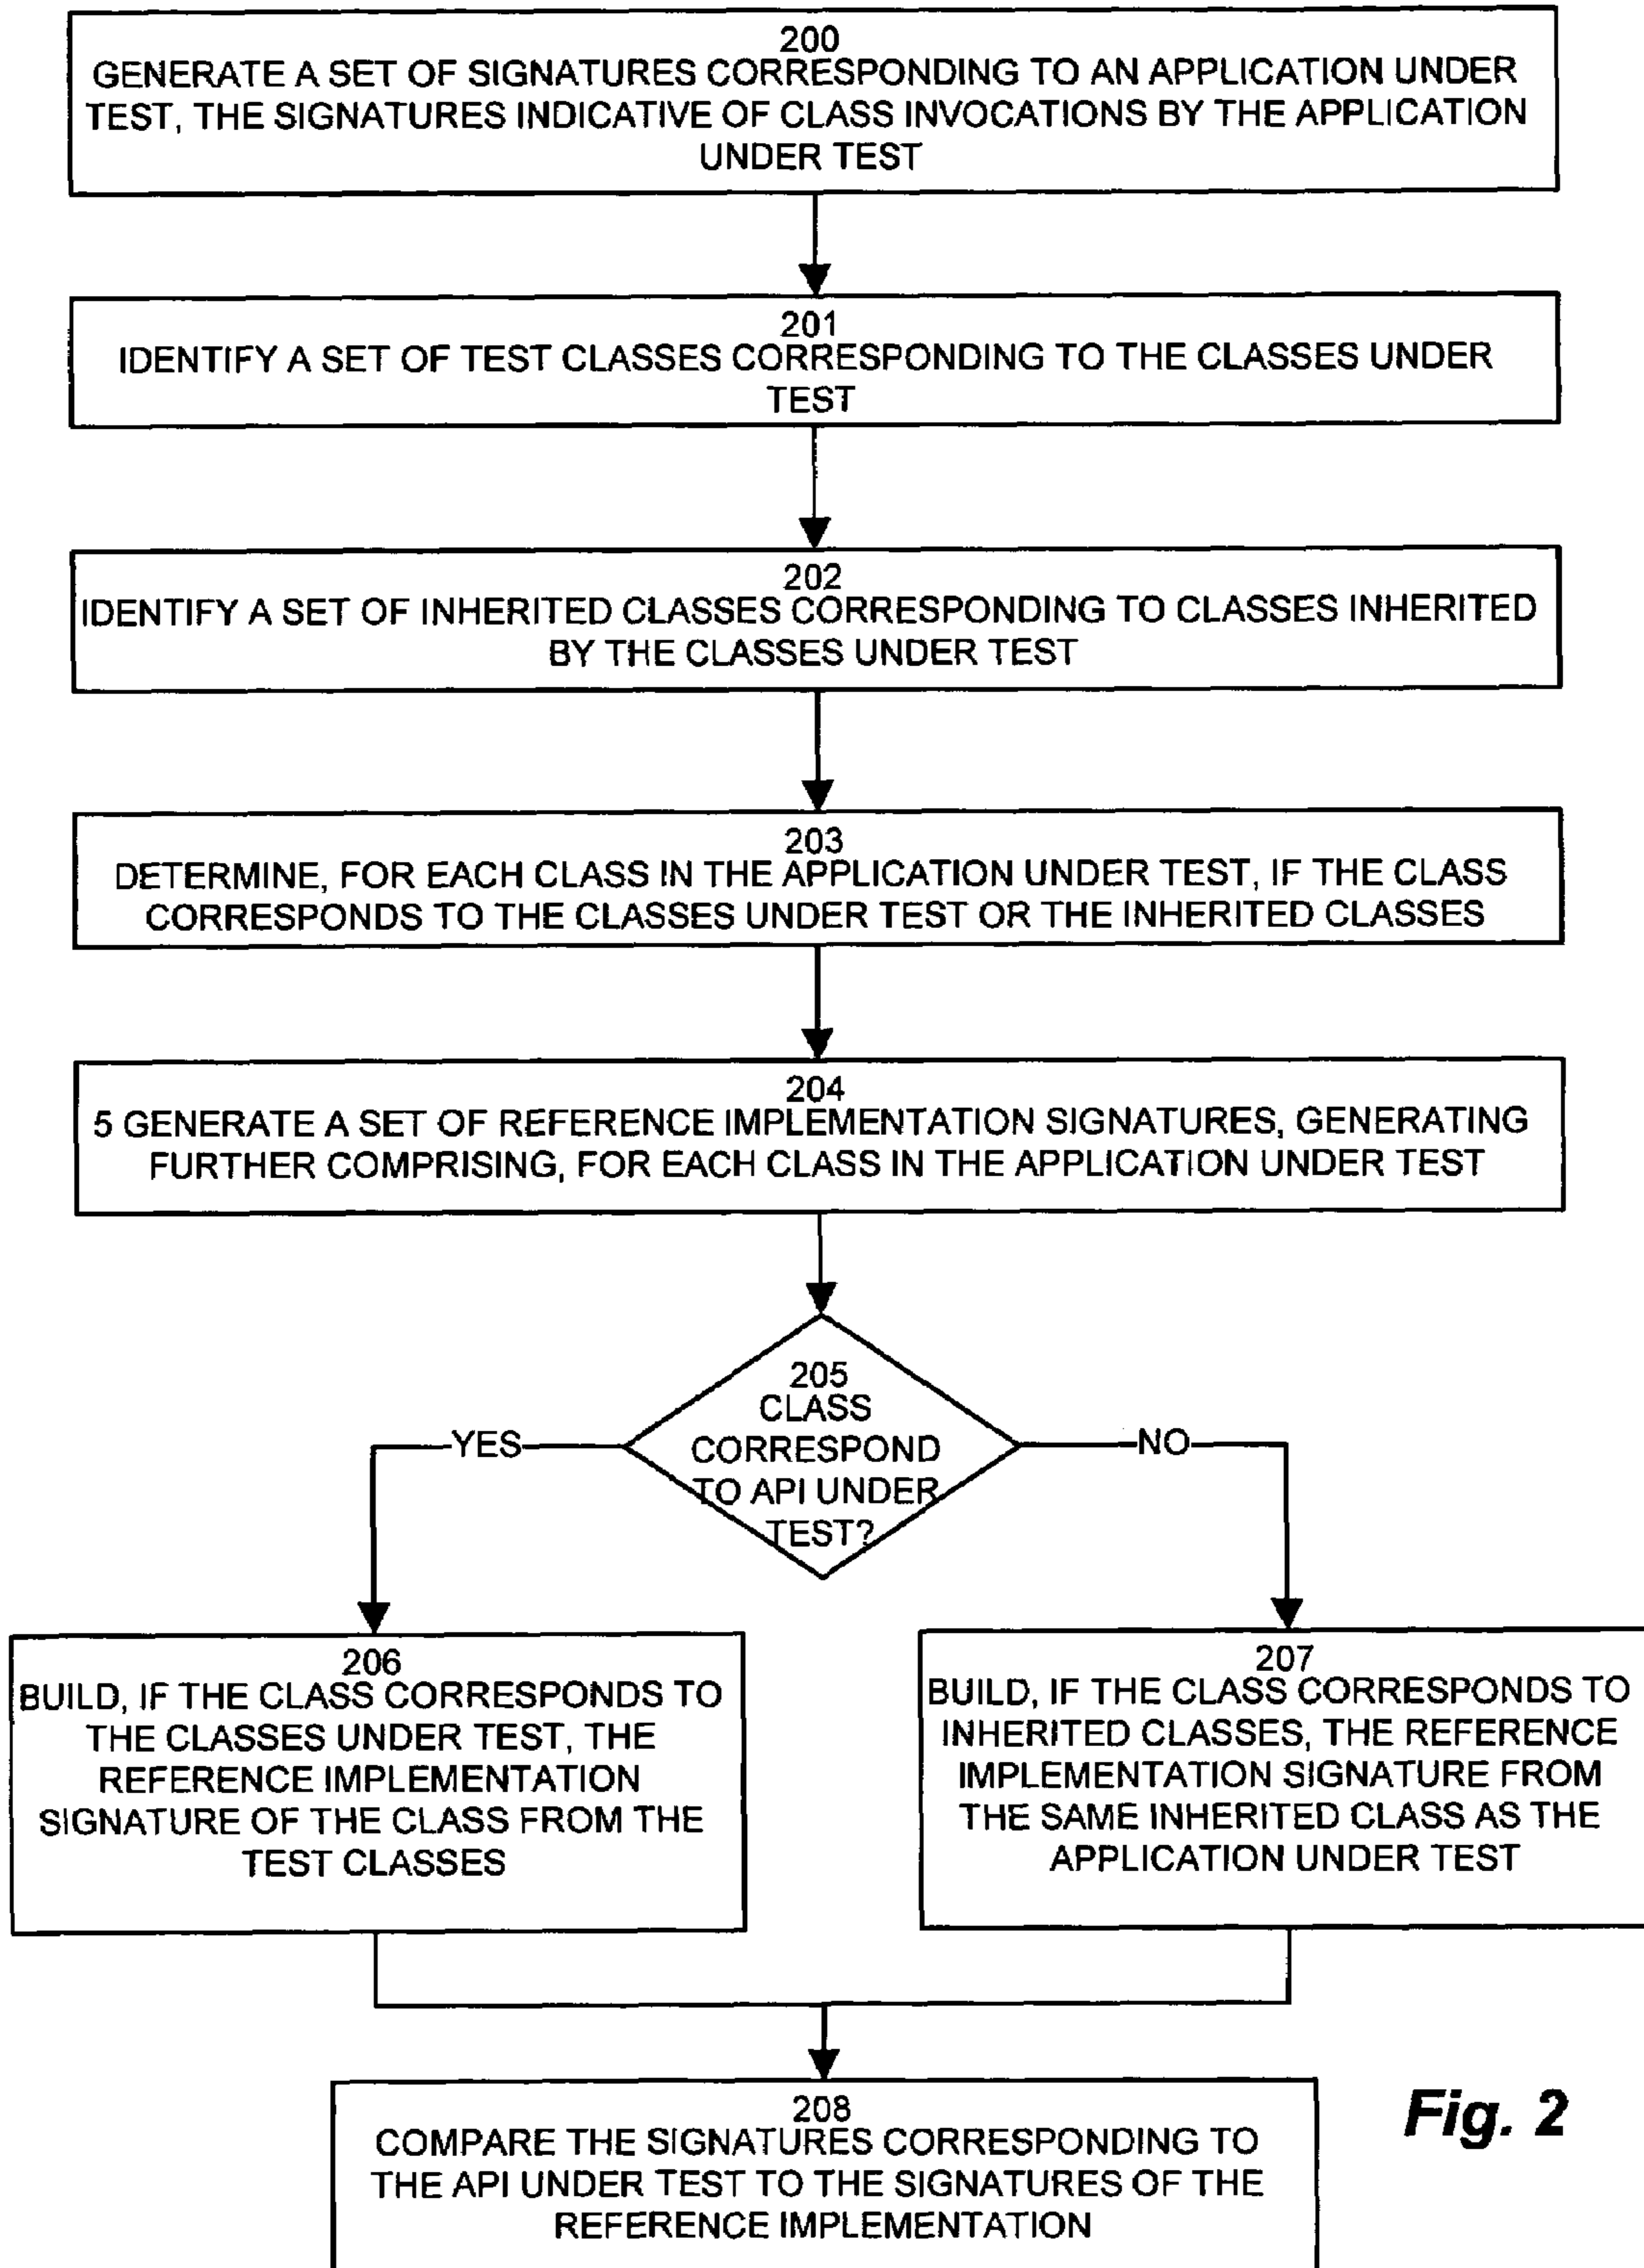 200
GENERATE A SET OF SIGNATURES CORRESPONDING TO AN APPLICATION UNDER
TEST, THE SIGNATURES INDICATIVE OF CLASS INVOCATIONS BY THE APPLICATION
UNDER TEST
201
IDENTIFY A SET OF TEST CLASSES CORRESPONDING TO THE CLASSES UNDER
TEST
202
IDENTIFY A SET OF INHERITED CLASSES CORRESPONDING TO CLASSES INHERITED
BY THE CLASSES UNDER TEST
203
DETERMINE, FOR EACH CLASS IN THE APPLICATION UNDER TEST, IF THE CLASS
CORRESPONDS TO THE CLASSES UNDER TEST OR THE INHERITED CLASSES
204
5 GENERATE A SET OF REFERENCE IMPLEMENTATION SIGNATURES, GENERATING
FURTHER COMPRISING, FOR EACH CLASS IN THE APPLICATION UNDER TEST
205
CLASS
CORRESPOND
TO API UNDER
TEST?
YES
NO
206
BUILD, IF THE CLASS CORRESPONDS TO
THE CLASSES UNDER TEST, THE
REFERENCE IMPLEMENTATION
SIGNATURE OF THE CLASS FROM THE
TEST CLASSES
207
BUILD, IF THE CLASS CORRESPONDS TO
INHERITED CLASSES, THE REFERENCE
IMPLEMENTATION SIGNATURE FROM
THE SAME INHERITED CLASS AS THE
APPLICATION UNDER TEST
208
COMPARE THE SIGNATURES CORRESPONDING TO
THE API UNDER TEST TO THE SIGNATURES OF THE
REFERENCE IMPLEMENTATION
Fig. 2